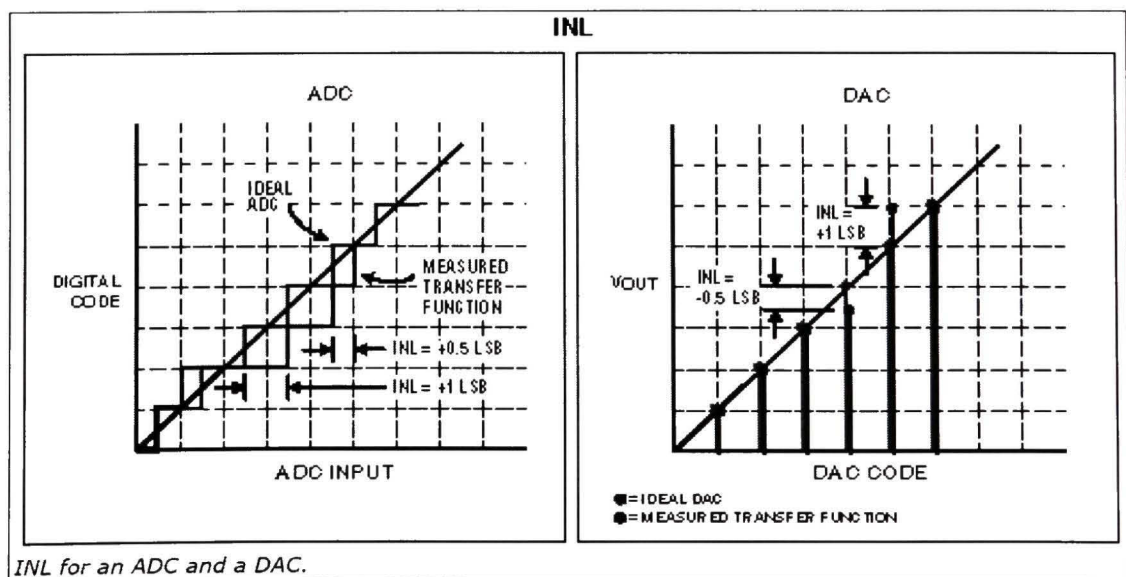 INL
ADC
IDEAL
ADC
DIGITAL
CODE
MEASURED
TRANSFER
FUNCTION
INL= +0.5 LSB
INL= +1 LSB
ADC INPUT
DAC
INL=
+1 LSB
INL=
-0.5 LSB
VOUT
DAC CODE
= IDEAL DAC
= MEASURED TRANSFER FUNCTION
INL for an ADC and a DAC.